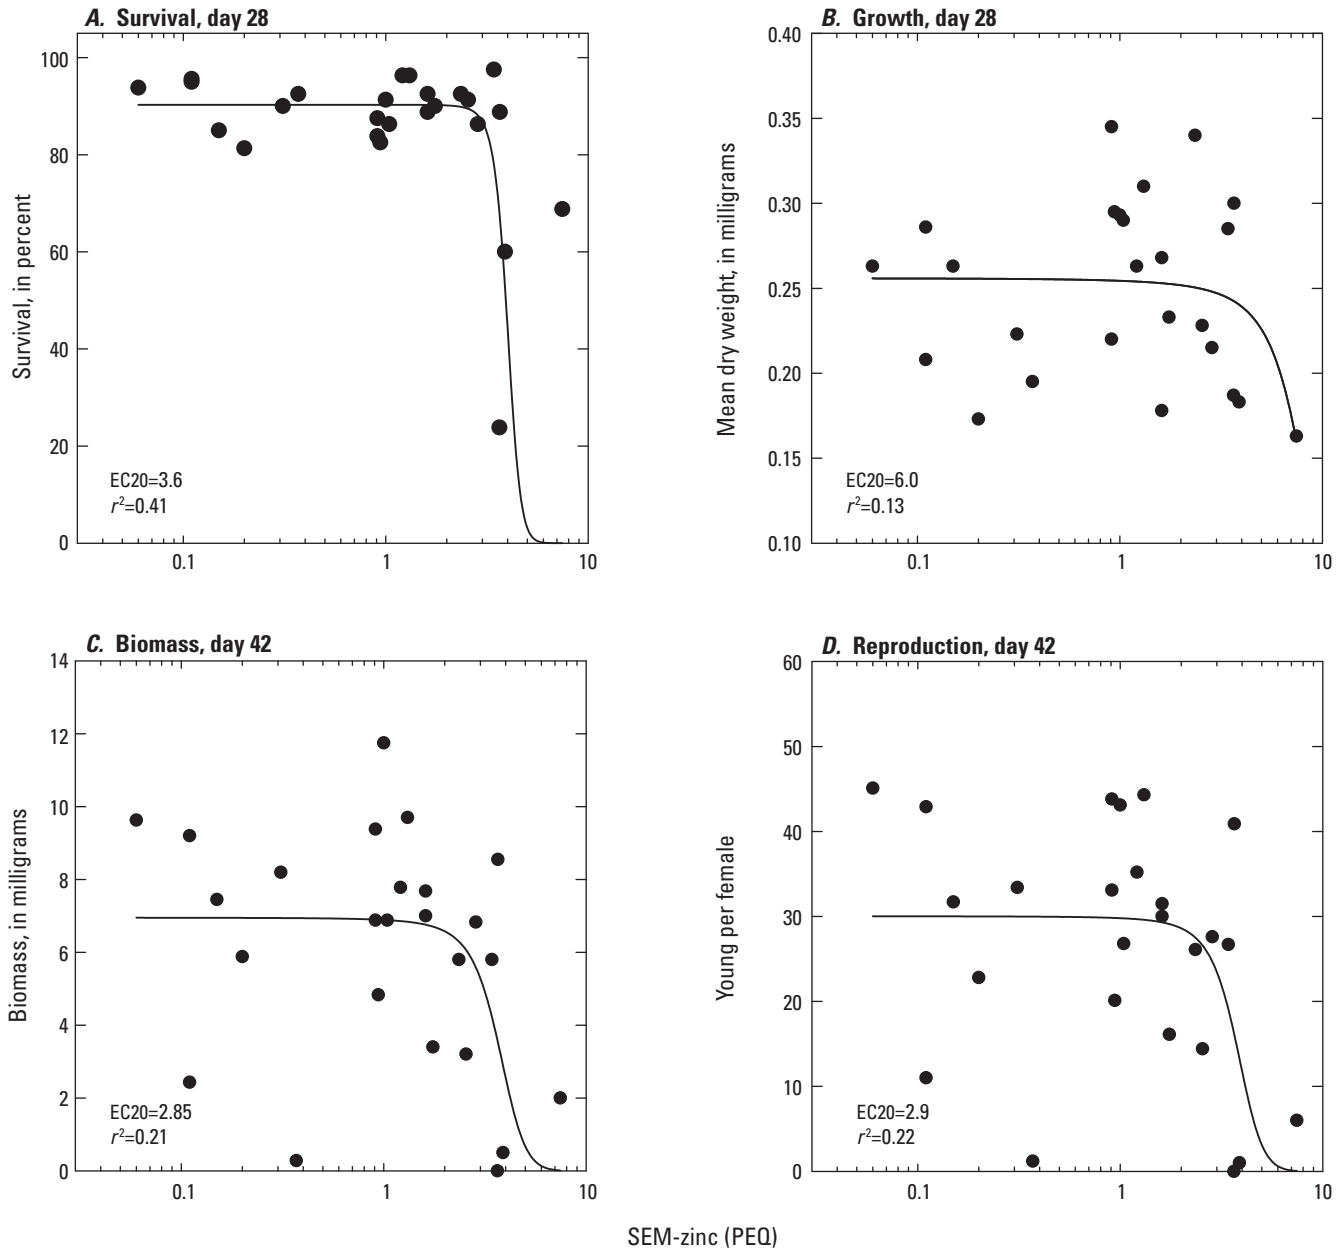 A. Survival, day 28
100
80
60
40
20
0
0.1
1
10
Survival, in percent
EC20=3.6
r²=0.41
B. Growth, day 28
0.40
0.35
0.30
0.25
0.20
0.15
0.10
0.1
1
10
Mean dry weight, in milligrams
EC20=6.0
r²=0.13
C. Biomass, day 42
14
12
10
8
6
4
2
0
0.1
1
10
Biomass, in milligrams
EC20=2.85
r²=0.21
D. Reproduction, day 42
60
50
40
30
20
10
0
0.1
1
10
Young per female
EC20=2.9
r²=0.22
SEM-zinc (PEQ)